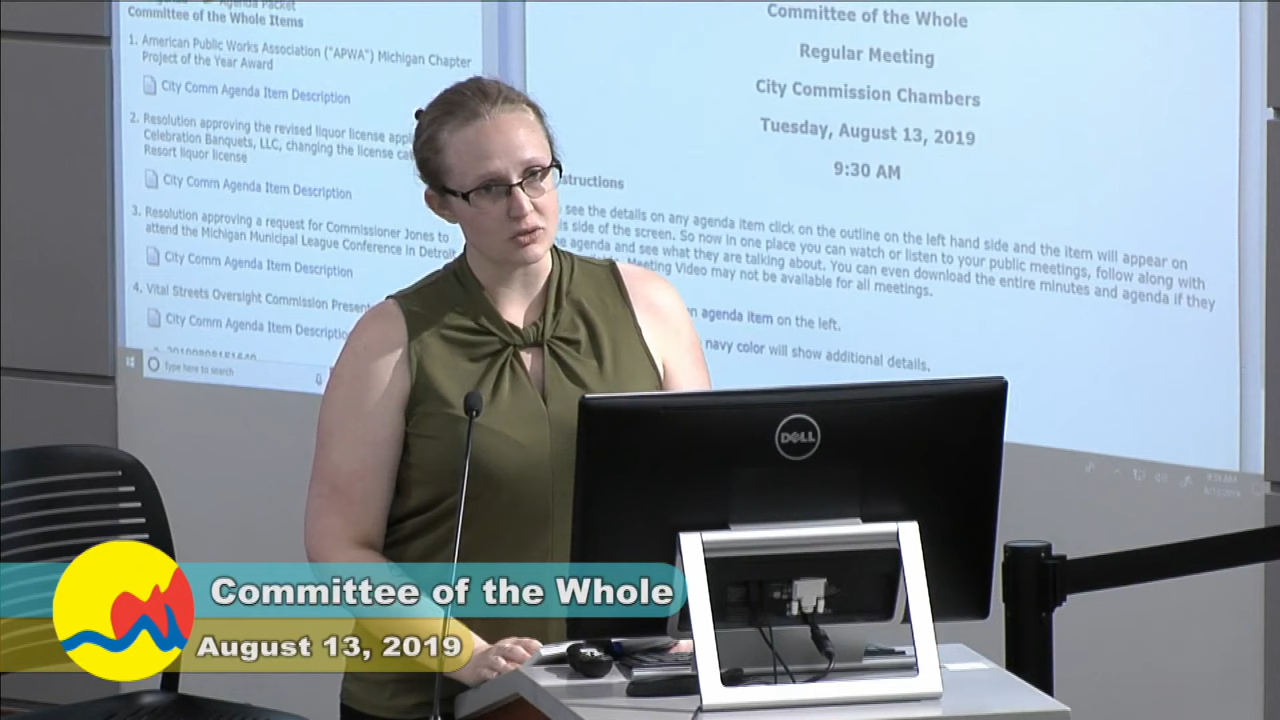 Agenda Packet
Committee of the Whole Items
1. American Public Works Association ("APWA") Michigan Chapter
Project of the Year Award
City Comm Agenda Item Description
2. Resolution approving the revised liquor license
Celebration Banquets, LLC, changing the license
Resort liquor license
City Comm Agenda Item Description
3. Resolution approving a request for Commissioner Jones to
attend the Michigan Municipal League Conference in Detroit
City Comm Agenda Item Description
4. Vital Streets Oversight Commission
City Comm Agenda Item
Type here to search
Committee of the Whole
Regular Meeting
City Commission Chambers
Tuesday, August 13, 2019
9:30 AM
see the details on any agenda item click on the outline on the left hand side and the item will appear on
side of the screen. So now in one place you can watch or listen to your public meetings, follow along with
agenda and see what they are talking about. You can even download the entire minutes and agenda if they
Meeting Video may not be available for all meetings.
agenda item on the left.
navy color will show additional details.
DELL
Committee of the Whole
August 13, 2019